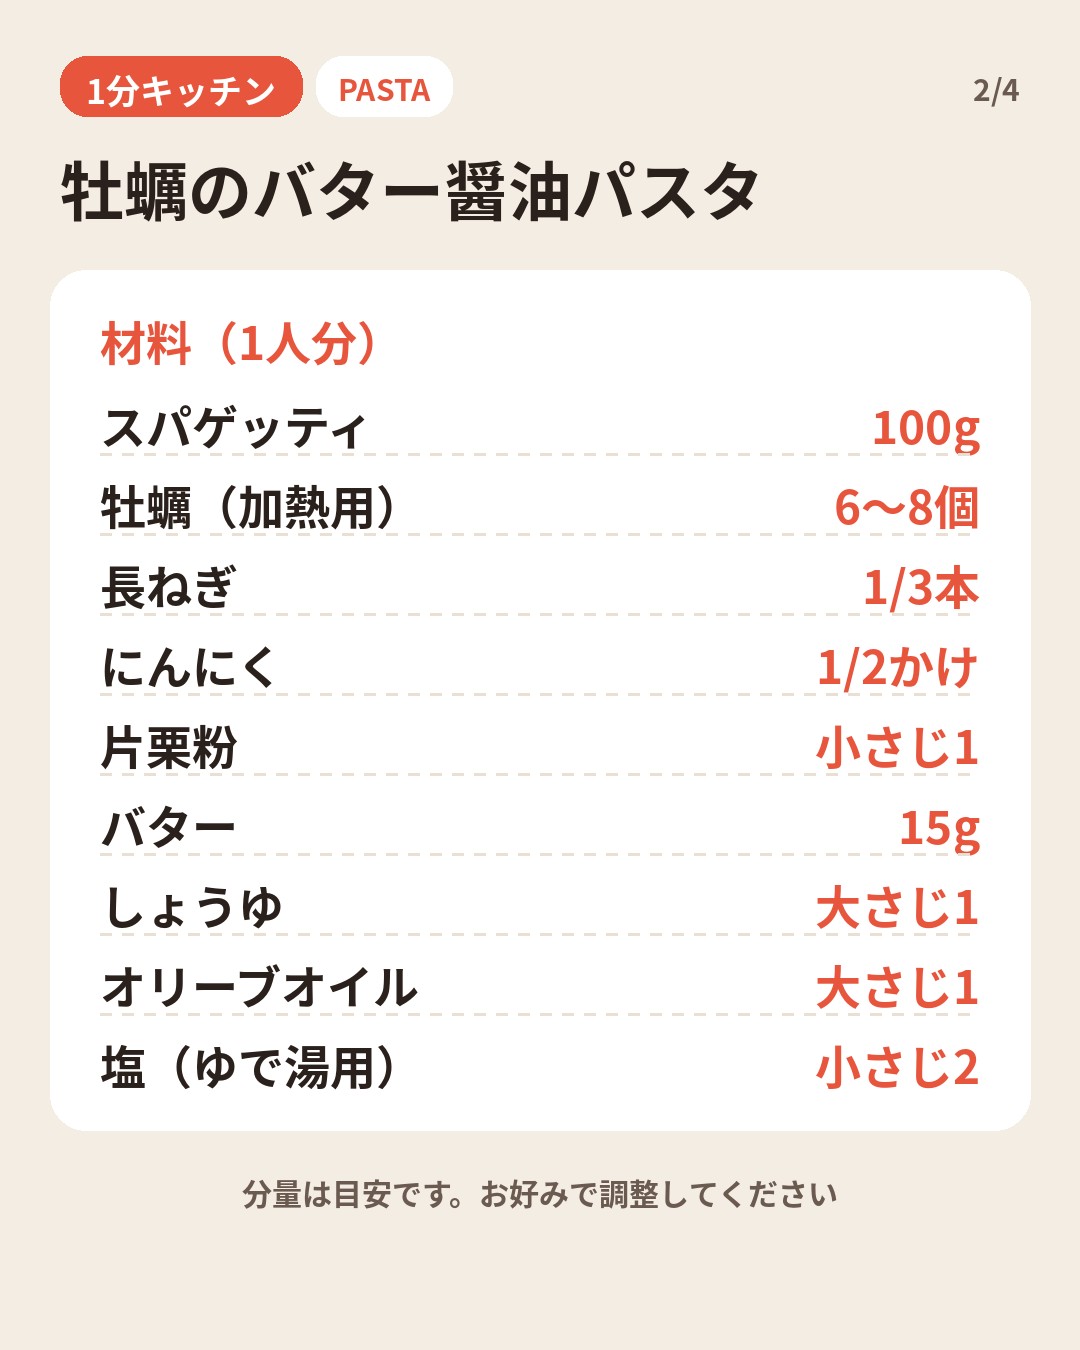 1分キッチン PASTA 2/4
牡蠣のバター醤油パスタ
材料（1人分）
スパゲッティ 100g
牡蠣（加熱用） 6〜8個
長ねぎ 1/3本
にんにく 1/2かけ
片栗粉 小さじ1
バター 15g
しょうゆ 大さじ1
オリーブオイル 大さじ1
塩（ゆで湯用） 小さじ2
分量は目安です。お好みで調整してください